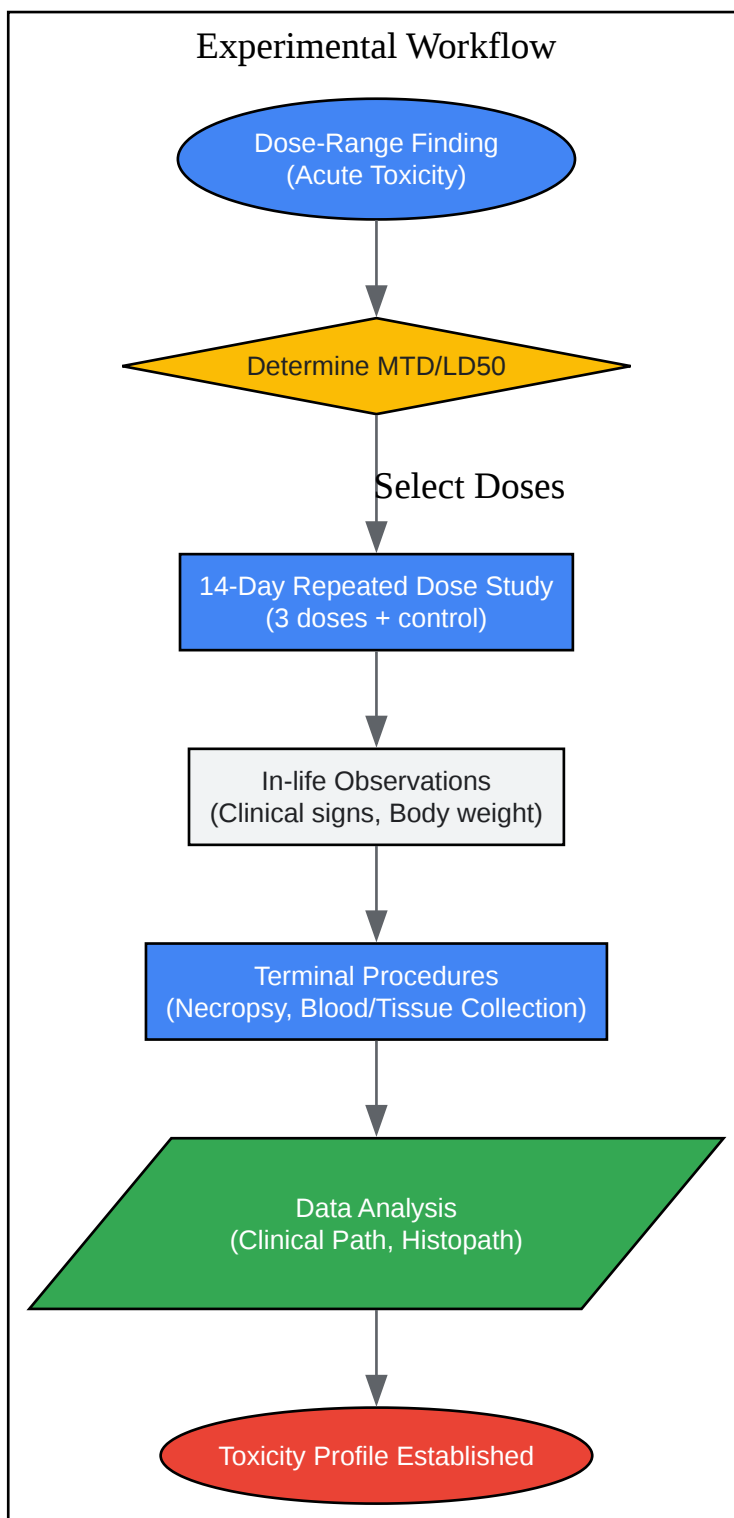 Experimental Workflow
Dose-Range Finding
(Acute Toxicity)
Determine MTD/LD50
Select Doses
14-Day Repeated Dose Study
(3 doses + control)
In-life Observations
(Clinical signs, Body weight)
Terminal Procedures
(Necropsy, Blood/Tissue Collection)
Data Analysis
(Clinical Path, Histopath)
Toxicity Profile Established